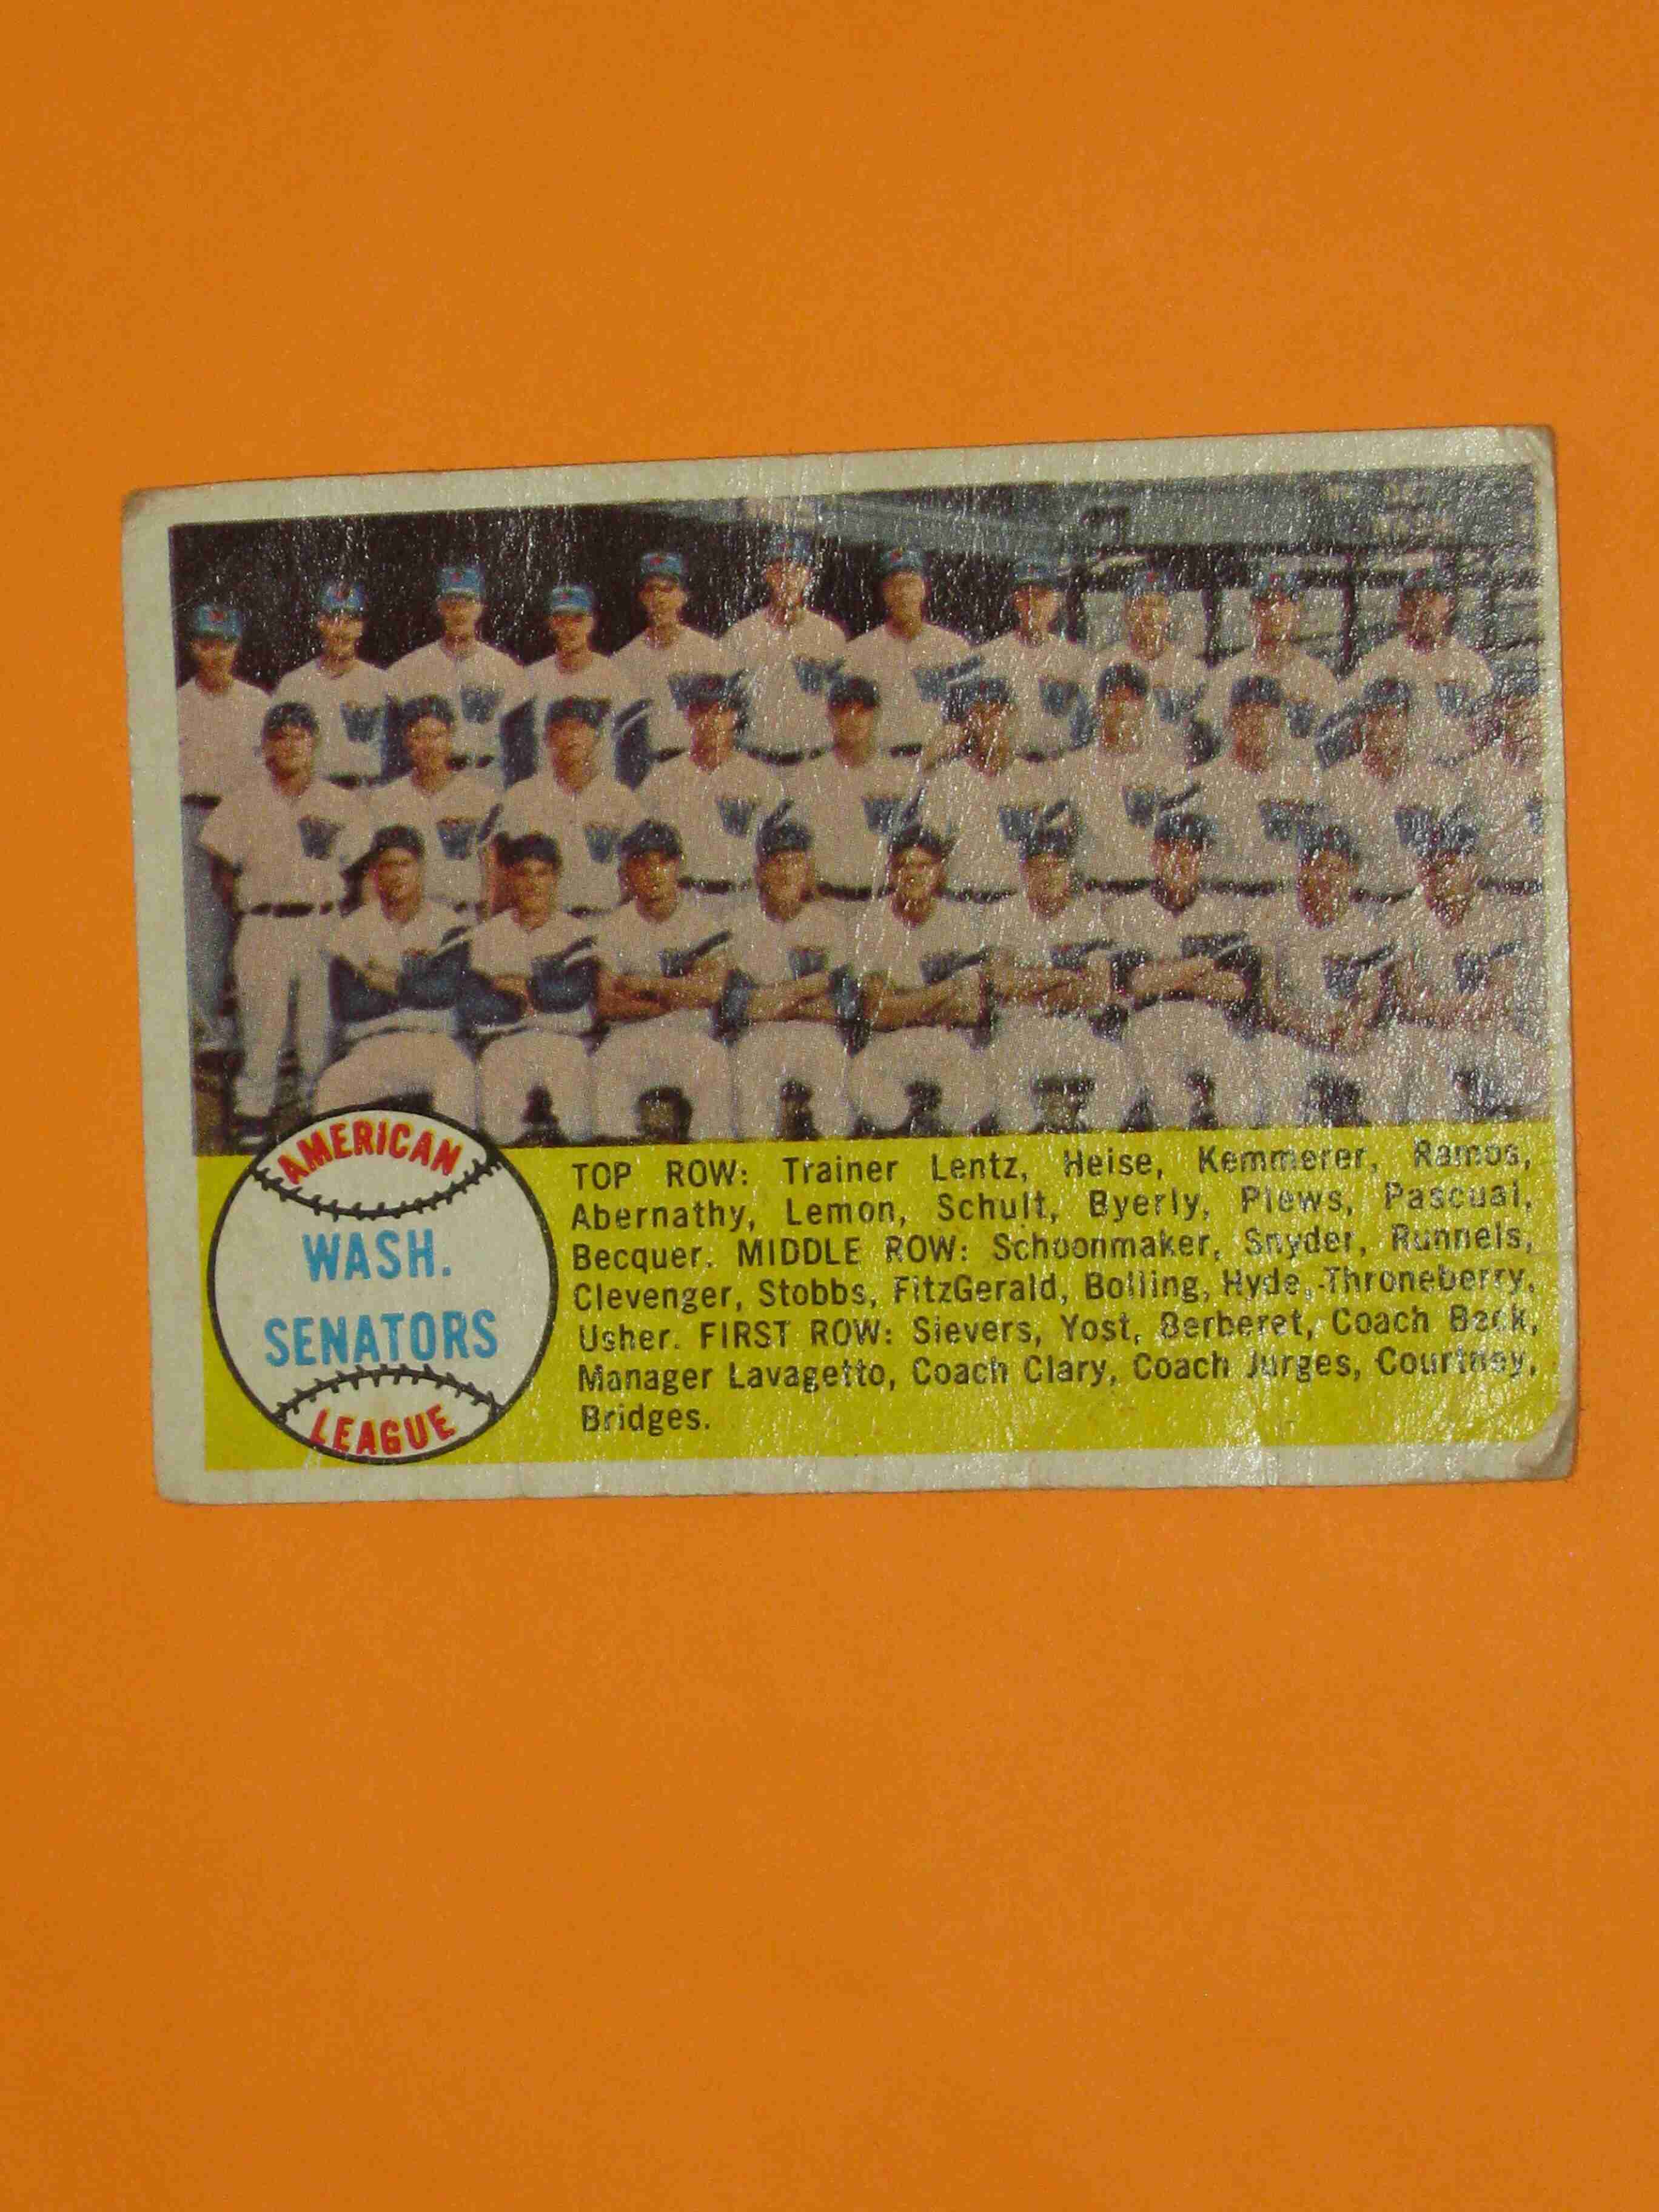 AMERICAN
WASH.
SENATORS
LEAGUE
TOP ROW: Trainer Lentz, Heise, Kemmerer, Ramos,
Abernathy, Lemon, Schult, Byerly, Plews, Pascual,
Becquer. MIDDLE ROW: Schoonmaker, Snyder, Runnels,
Clevenger, Stobbs, FitzGerald, Bolling, Hyde, Throneberry,
Usher. FIRST ROW: Sievers, Yost, Berberet, Coach Back,
Manager Lavagetto, Coach Clary, Coach Jurges, Courtney,
Bridges.